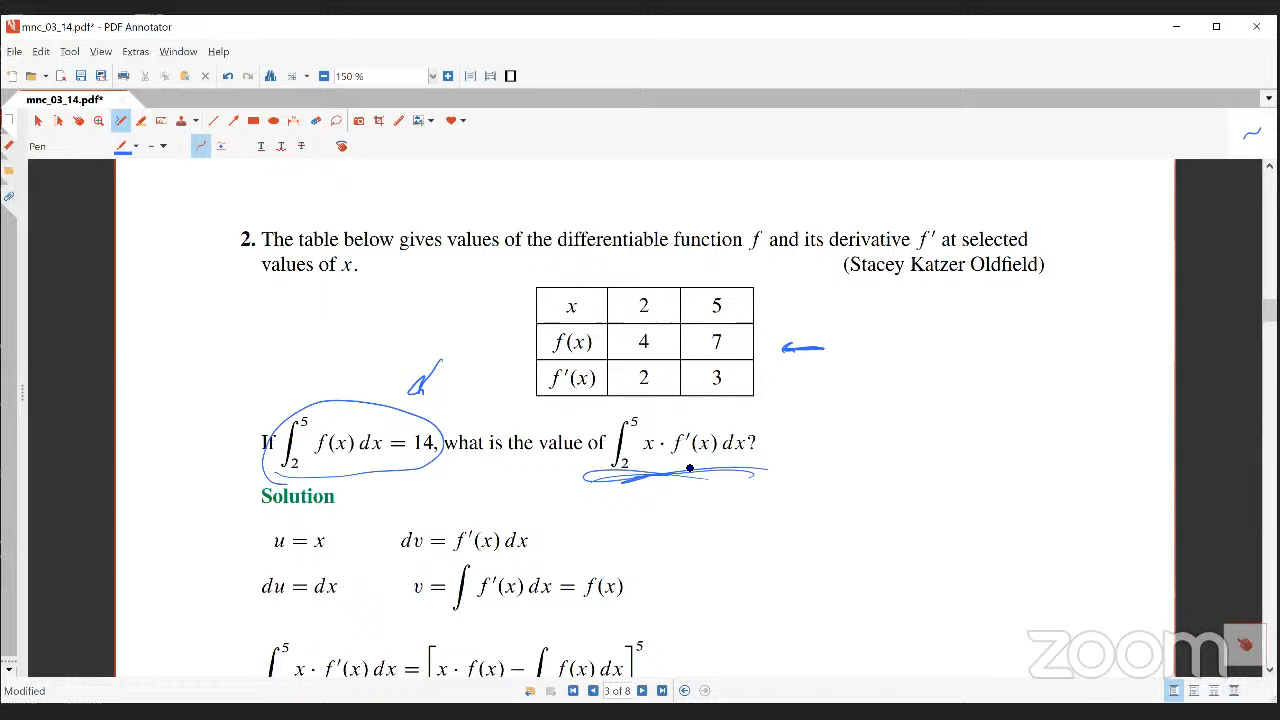 mnc_03_14.pdf* - PDF Annotator
File Edit Tool View Extras Window Help
150 %
mnc_03_14.pdf*
Pen
2. The table below gives values of the differentiable function f and its derivative f′ at selected
values of x. (Stacey Katzer Oldfield)
x 2 5
f(x) 4 7
f′(x) 2 3
If ∫₂⁵ f(x) dx = 14, what is the value of ∫₂⁵ x · f′(x) dx?
Solution
u = x dv = f′(x) dx
du = dx v = ∫ f′(x) dx = f(x)
∫⁵ x · f′(x) dx = [x · f(x) − ∫ f(x) dx]⁵
zoom
Modified
3 of 8